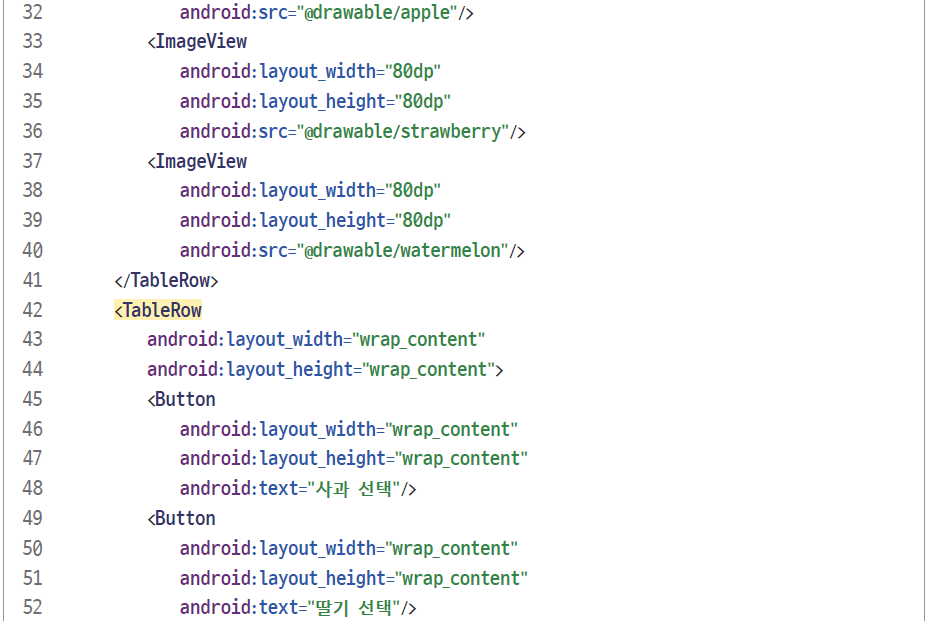 32 android:src="@drawable/apple"/>
33 <ImageView
34 android:layout_width="80dp"
35 android:layout_height="80dp"
36 android:src="@drawable/strawberry"/>
37 <ImageView
38 android:layout_width="80dp"
39 android:layout_height="80dp"
40 android:src="@drawable/watermelon"/>
41 </TableRow>
42 <TableRow
43 android:layout_width="wrap_content"
44 android:layout_height="wrap_content">
45 <Button
46 android:layout_width="wrap_content"
47 android:layout_height="wrap_content"
48 android:text="사과 선택"/>
49 <Button
50 android:layout_width="wrap_content"
51 android:layout_height="wrap_content"
52 android:text="딸기 선택"/>